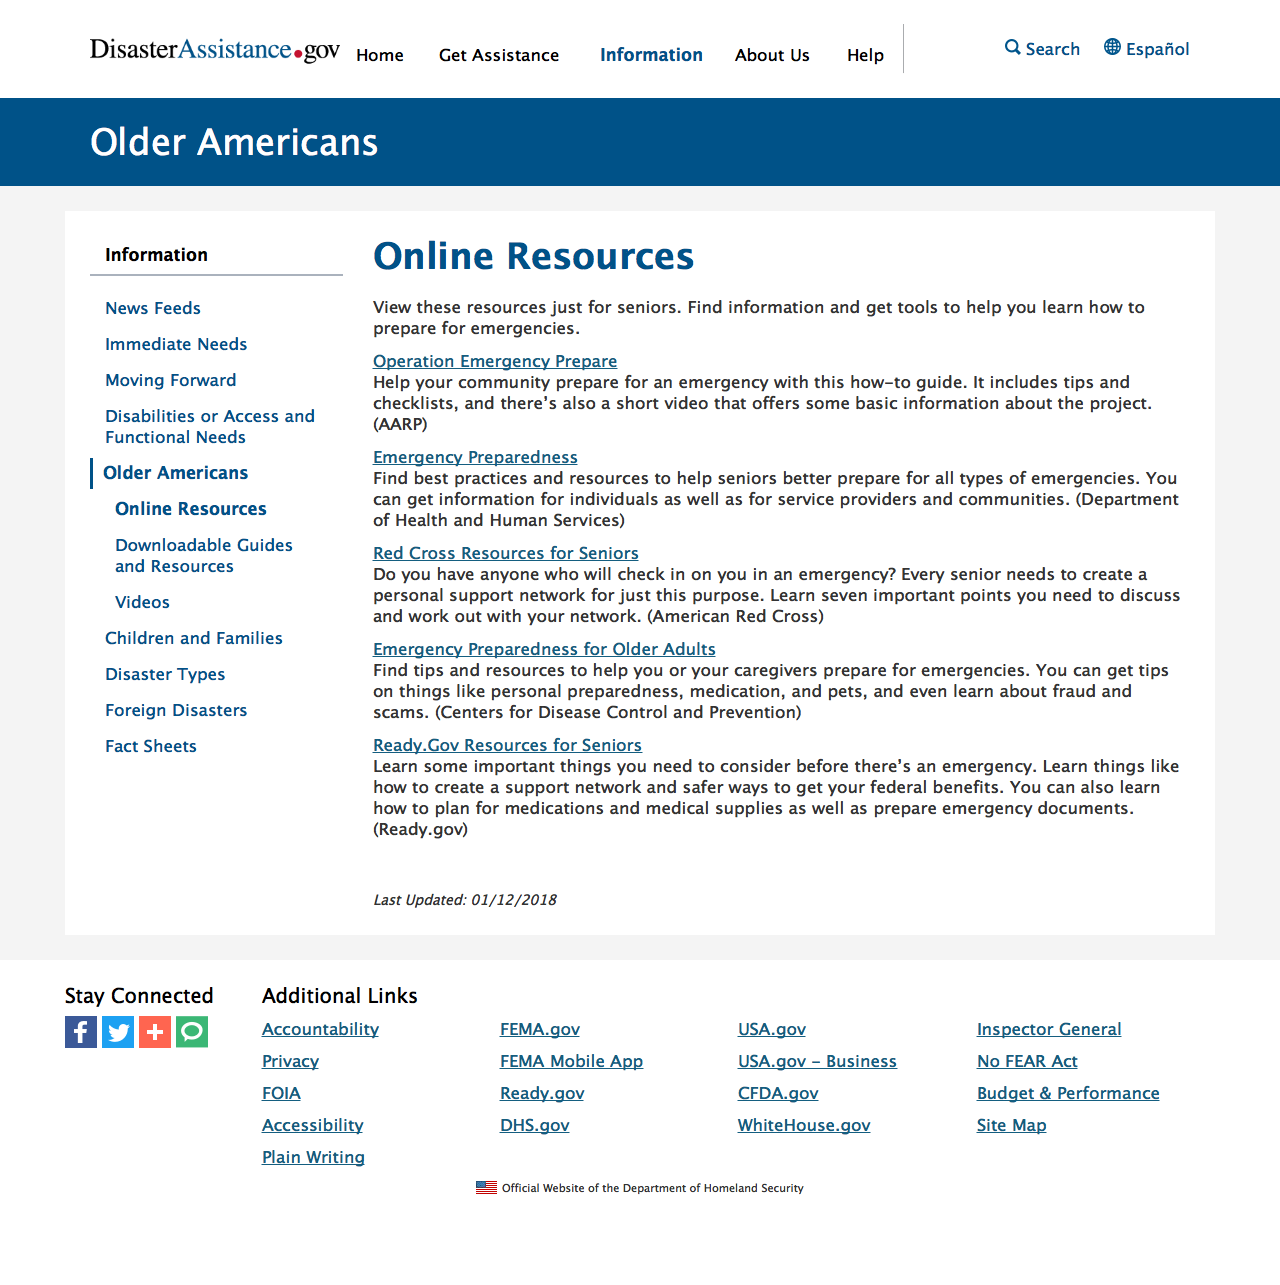 DisasterAssistance.gov
Home
Get Assistance
Information
About Us
Help
Search
Español
Older Americans
Information
News Feeds
Immediate Needs
Moving Forward
Disabilities or Access and
Functional Needs
Older Americans
Online Resources
Downloadable Guides
and Resources
Videos
Children and Families
Disaster Types
Foreign Disasters
Fact Sheets
Online Resources
View these resources just for seniors. Find information and get tools to help you learn how to
prepare for emergencies.
Operation Emergency Prepare
Help your community prepare for an emergency with this how-to guide. It includes tips and
checklists, and there's also a short video that offers some basic information about the project.
(AARP)
Emergency Preparedness
Find best practices and resources to help seniors better prepare for all types of emergencies. You
can get information for individuals as well as for service providers and communities. (Department
of Health and Human Services)
Red Cross Resources for Seniors
Do you have anyone who will check in on you in an emergency? Every senior needs to create a
personal support network for just this purpose. Learn seven important points you need to discuss
and work out with your network. (American Red Cross)
Emergency Preparedness for Older Adults
Find tips and resources to help you or your caregivers prepare for emergencies. You can get tips
on things like personal preparedness, medication, and pets, and even learn about fraud and
scams. (Centers for Disease Control and Prevention)
Ready.Gov Resources for Seniors
Learn some important things you need to consider before there's an emergency. Learn things like
how to create a support network and safer ways to get your federal benefits. You can also learn
how to plan for medications and medical supplies as well as prepare emergency documents.
(Ready.gov)
Last Updated: 01/12/2018
Stay Connected
Additional Links
Accountability
Privacy
FOIA
Accessibility
Plain Writing
FEMA.gov
FEMA Mobile App
Ready.gov
DHS.gov
USA.gov
USA.gov - Business
CFDA.gov
WhiteHouse.gov
Inspector General
No FEAR Act
Budget & Performance
Site Map
Official Website of the Department of Homeland Security